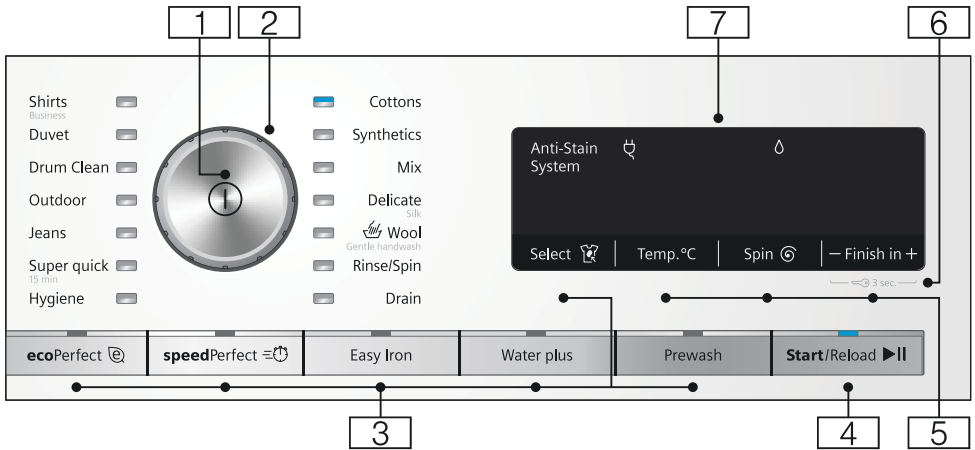 1
2
7
6
Shirts
Business
Duvet
Drum Clean
Outdoor
Jeans
Super quick
15 min
Hygiene
Cottons
Synthetics
Mix
Delicate
Silk
Wool
Gentle handwash
Rinse/Spin
Drain
Anti-Stain
System
Select
Temp. °C
Spin
– Finish in +
3 sec.
ecoPerfect
speedPerfect
Easy Iron
Water plus
Prewash
Start/Reload
3
4
5